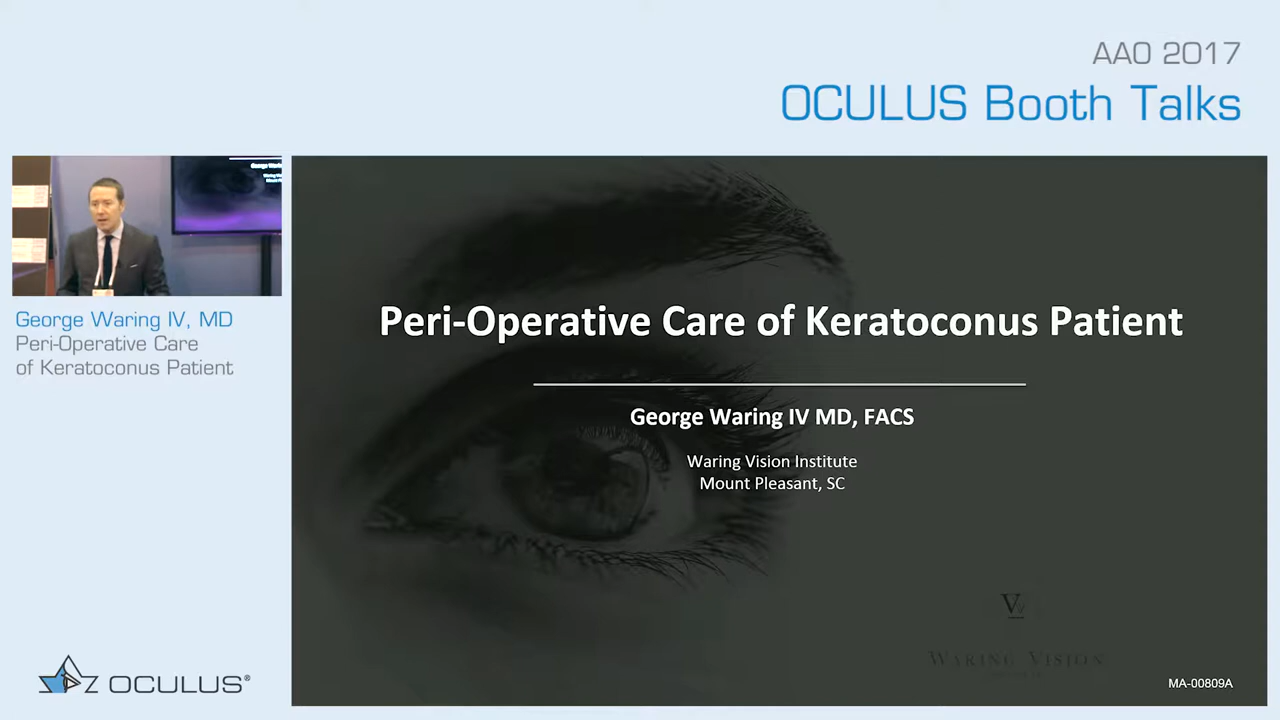 AAO 2017
OCULUS Booth Talks
George Waring IV, MD
Peri-Operative Care
of Keratoconus Patient
Peri-Operative Care of Keratoconus Patient
George Waring IV MD, FACS
Waring Vision Institute
Mount Pleasant, SC
WARING VISION
MA-00809A
OCULUS®